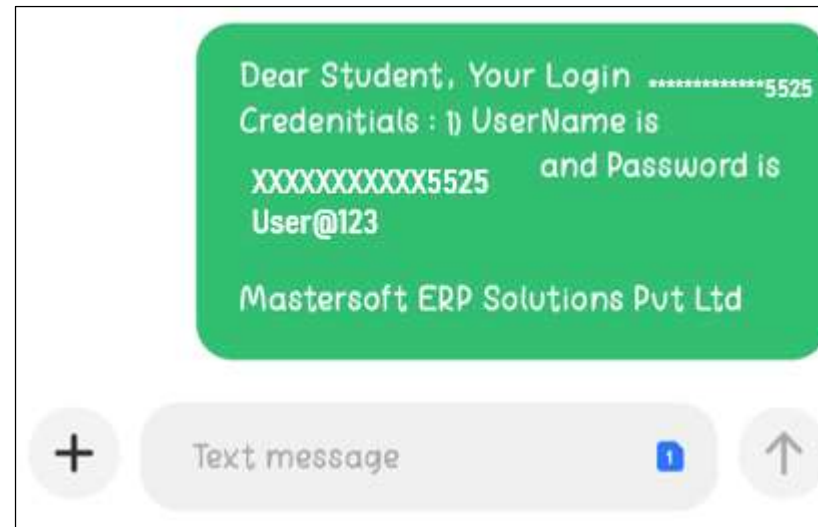 Dear Student, Your Login *************5525
Credenitials : 1) UserName is
XXXXXXXXXXX5525 and Password is
User@123
Mastersoft ERP Solutions Pvt Ltd
Text message
1